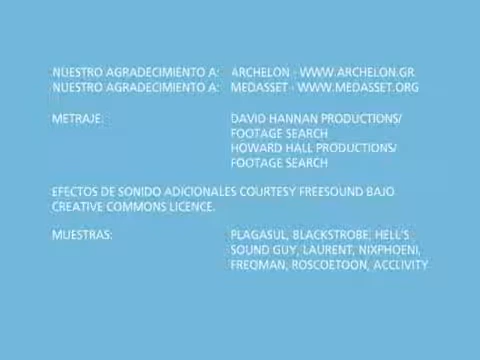 NUESTRO AGRADECIMIENTO A: ARCHELON - WWW.ARCHELON.GR
NUESTRO AGRADECIMIENTO A: MEDASSET - WWW.MEDASSET.ORG
METRAJE: DAVID HANNAN PRODUCTIONS/
FOOTAGE SEARCH
HOWARD HALL PRODUCTIONS/
FOOTAGE SEARCH
EFECTOS DE SONIDO ADICIONALES COURTESY FREESOUND BAJO
CREATIVE COMMONS LICENCE.
MUESTRAS: PLAGASUL, BLACKSTROBE, HELL'S
SOUND GUY, LAURENT, NIXPHOENI,
FREQMAN, ROSCOETOON, ACCLIVITY